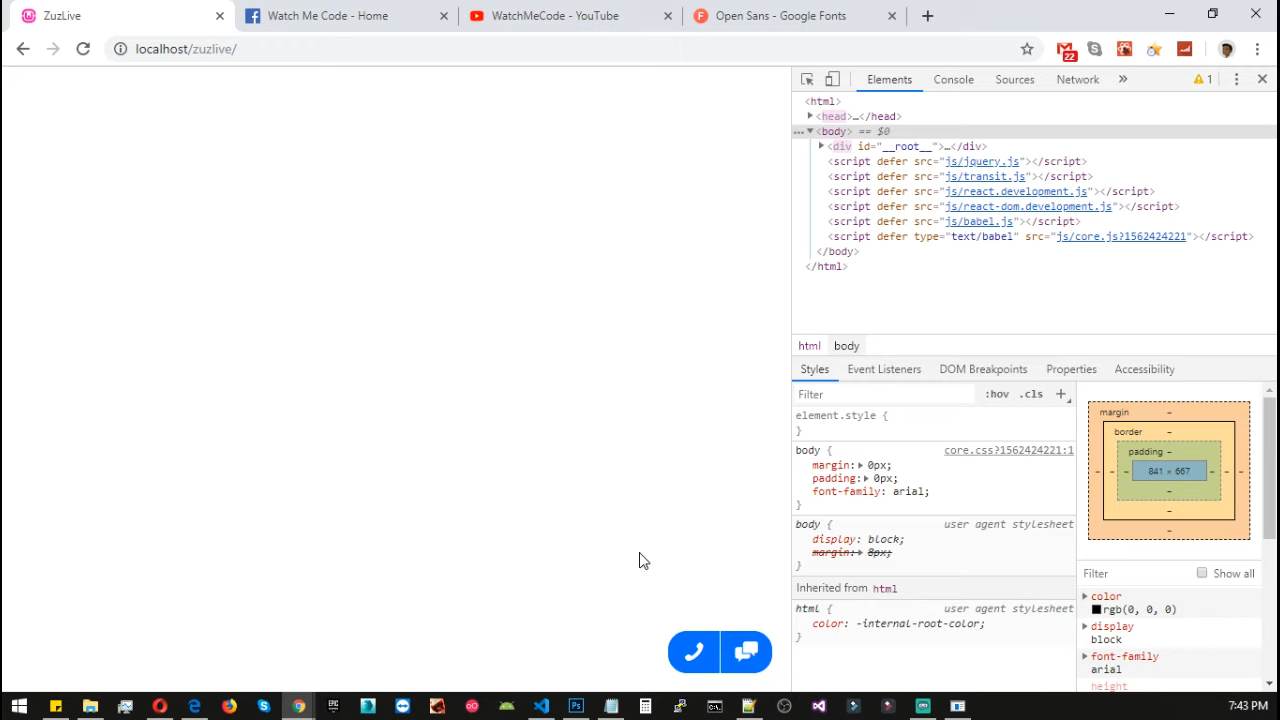 ZuzLive
Watch Me Code - Home
WatchMeCode - YouTube
Open Sans - Google Fonts
localhost/zuzlive/
22
Elements Console Sources Network 1
<html>
<head>…</head>
<body> == $0
<div id="__root__">…</div>
<script defer src="js/jquery.js"></script>
<script defer src="js/transit.js"></script>
<script defer src="js/react.development.js"></script>
<script defer src="js/react-dom.development.js"></script>
<script defer src="js/babel.js"></script>
<script defer type="text/babel" src="js/core.js?1562424221"></script>
</body>
</html>
html body
Styles Event Listeners DOM Breakpoints Properties Accessibility
Filter :hov .cls
element.style {
}
body { core.css?1562424221:1
margin: 0px;
padding: 0px;
font-family: arial;
}
body { user agent stylesheet
display: block;
margin: 8px;
}
Inherited from html
html { user agent stylesheet
color: -internal-root-color;
}
margin -
border -
padding -
841 × 667
Filter Show all
color
rgb(0, 0, 0)
display
block
font-family
arial
height
EPIC
7:43 PM